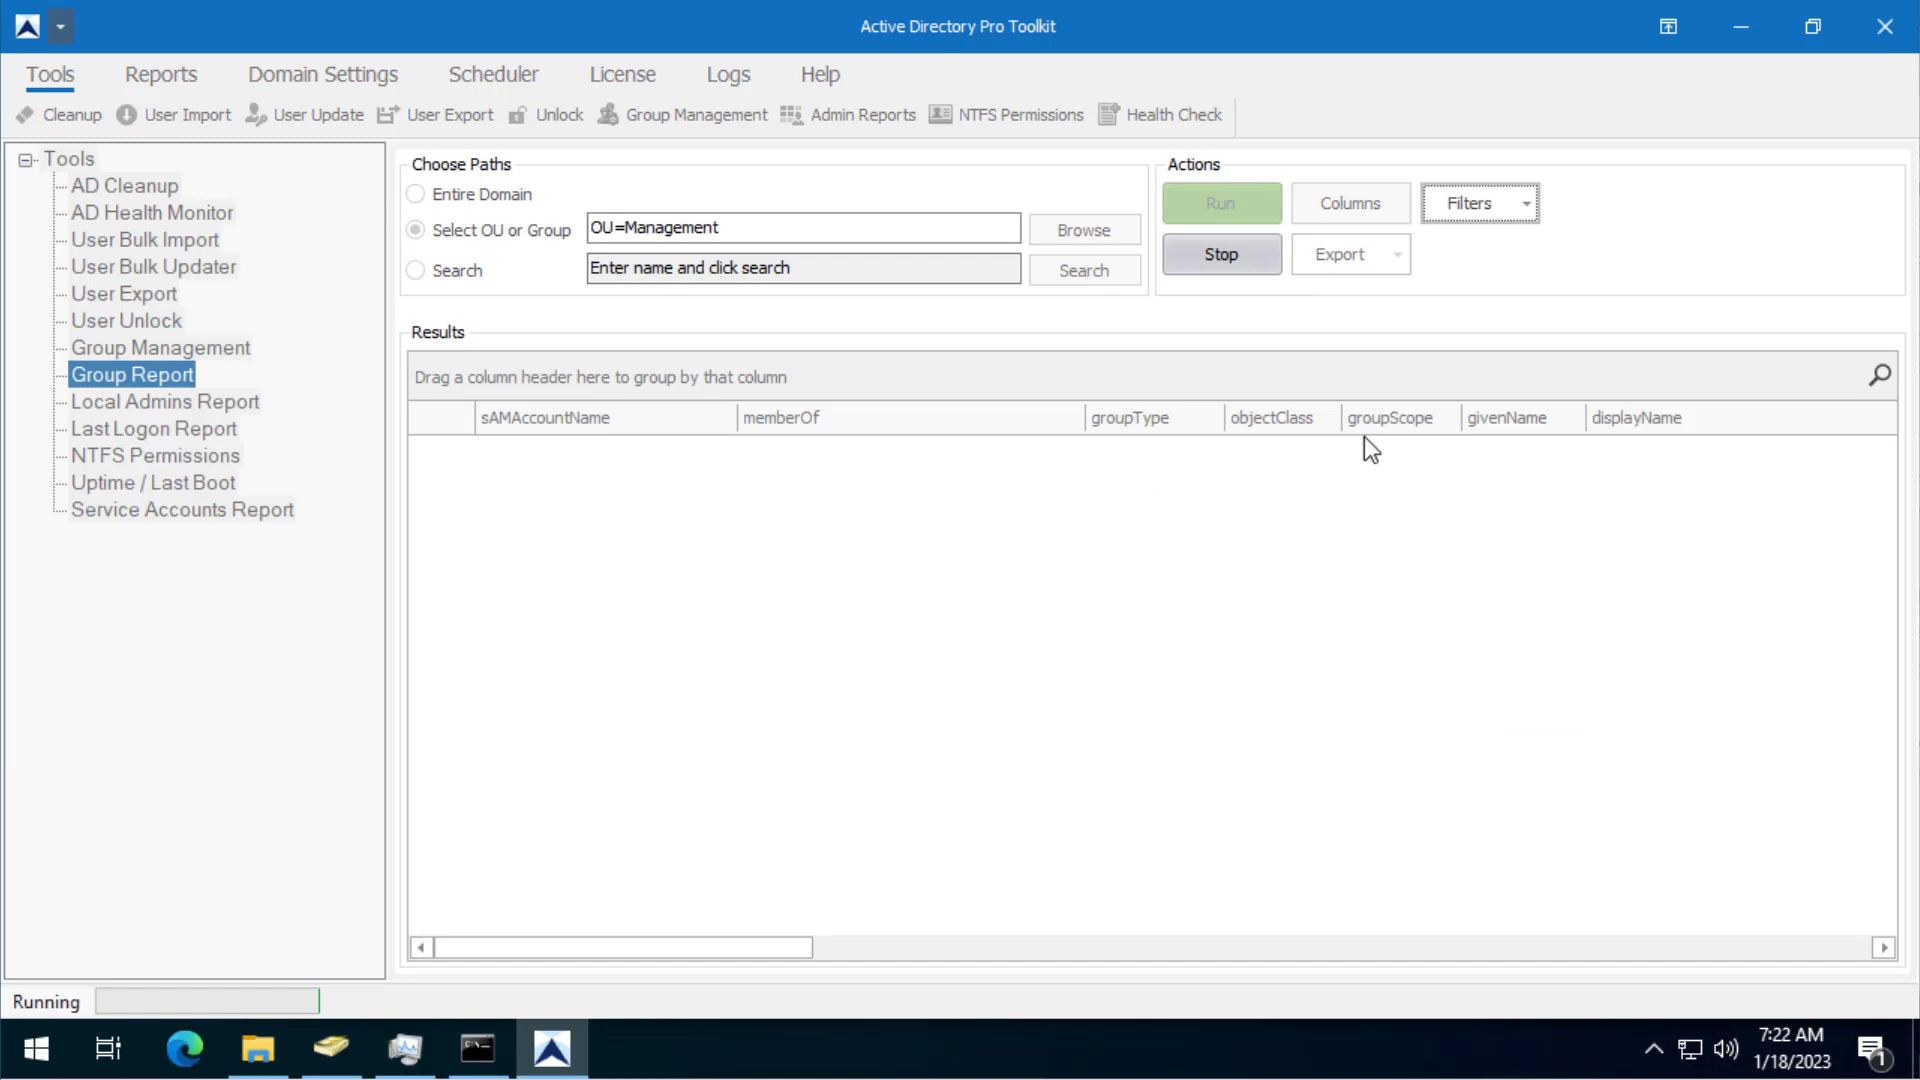 Active Directory Pro Toolkit
Tools Reports Domain Settings Scheduler License Logs Help
Cleanup User Import User Update User Export Unlock Group Management Admin Reports NTFS Permissions Health Check
Tools
AD Cleanup
AD Health Monitor
User Bulk Import
User Bulk Updater
User Export
User Unlock
Group Management
Group Report
Local Admins Report
Last Logon Report
NTFS Permissions
Uptime / Last Boot
Service Accounts Report
Choose Paths
Entire Domain
Select OU or Group OU=Management Browse
Search Enter name and click search Search
Actions
Run Columns Filters
Stop Export
Results
Drag a column header here to group by that column
sAMAccountName memberOf groupType objectClass groupScope givenName displayName
Running
7:22 AM
1/18/2023
1